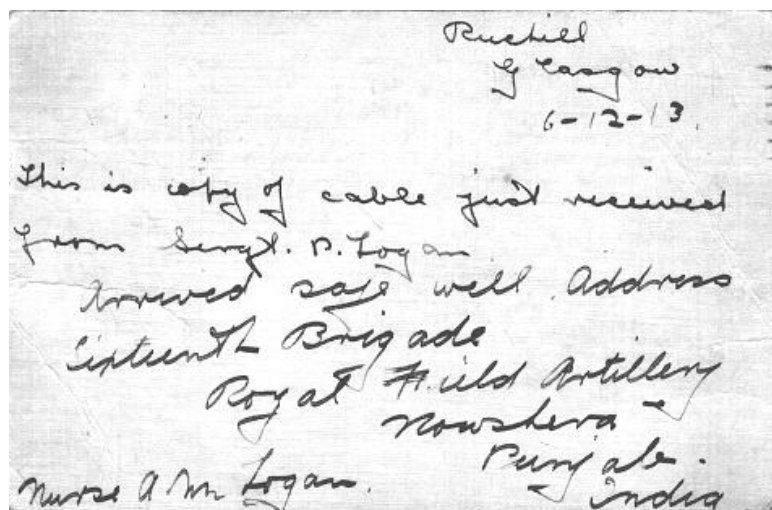 Ruchill
Glasgow
6-12-13.
This is copy of cable just received
from Sergt. P. Logan
Arrived safe well. Address
Sixteenth Brigade
Royal Field Artillery
Nowshera
Punjab.
India
Nurse A Logan.